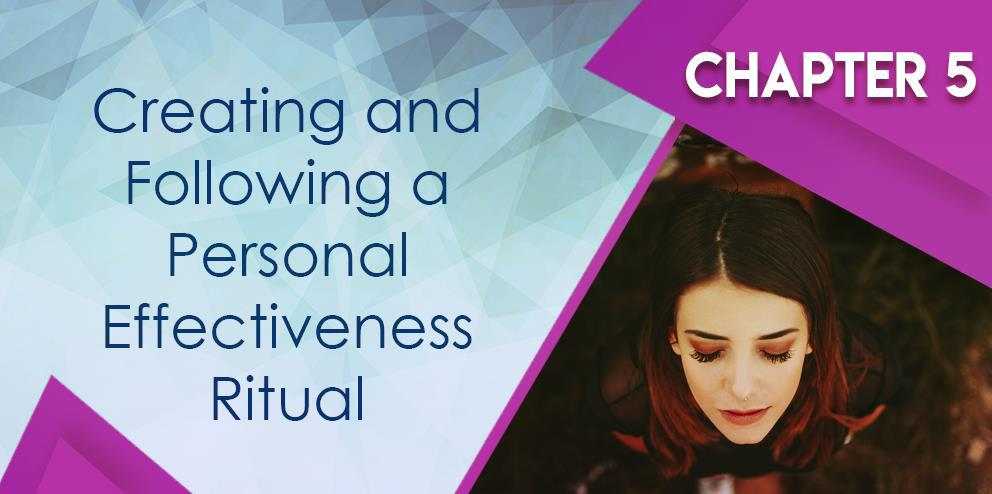 CHAPTER 5
Creating and
Following a
Personal
Effectiveness
Ritual